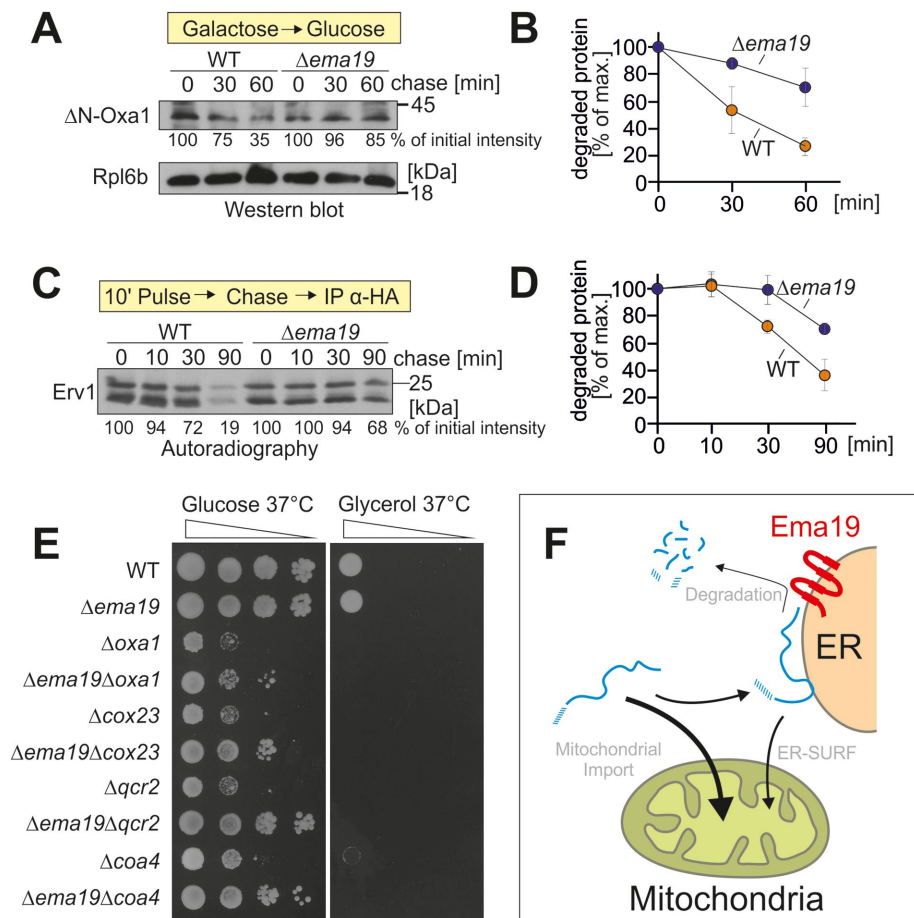 A
Galactose → Glucose
WT Δema19
0 30 60 0 30 60 chase [min]
45
ΔN-Oxa1
100 75 35 100 96 85 % of initial intensity
Rpl6b
[kDa]
18
Western blot
B
degraded protein
[% of max.]
100
80
60
40
20
0
Δema19
WT
0 30 60 [min]
C
10' Pulse → Chase → IP α-HA
WT Δema19
0 10 30 90 0 10 30 90 chase [min]
25
Erv1
[kDa]
100 94 72 19 100 100 94 68 % of initial intensity
Autoradiography
D
degraded protein
[% of max.]
100
80
60
40
20
0
Δema19
WT
0 10 30 90 [min]
E
Glucose 37°C Glycerol 37°C
WT
Δema19
Δoxa1
Δema19Δoxa1
Δcox23
Δema19Δcox23
Δqcr2
Δema19Δqcr2
Δcoa4
Δema19Δcoa4
F
Ema19
Degradation
ER
Mitochondrial
Import
ER-SURF
Mitochondria